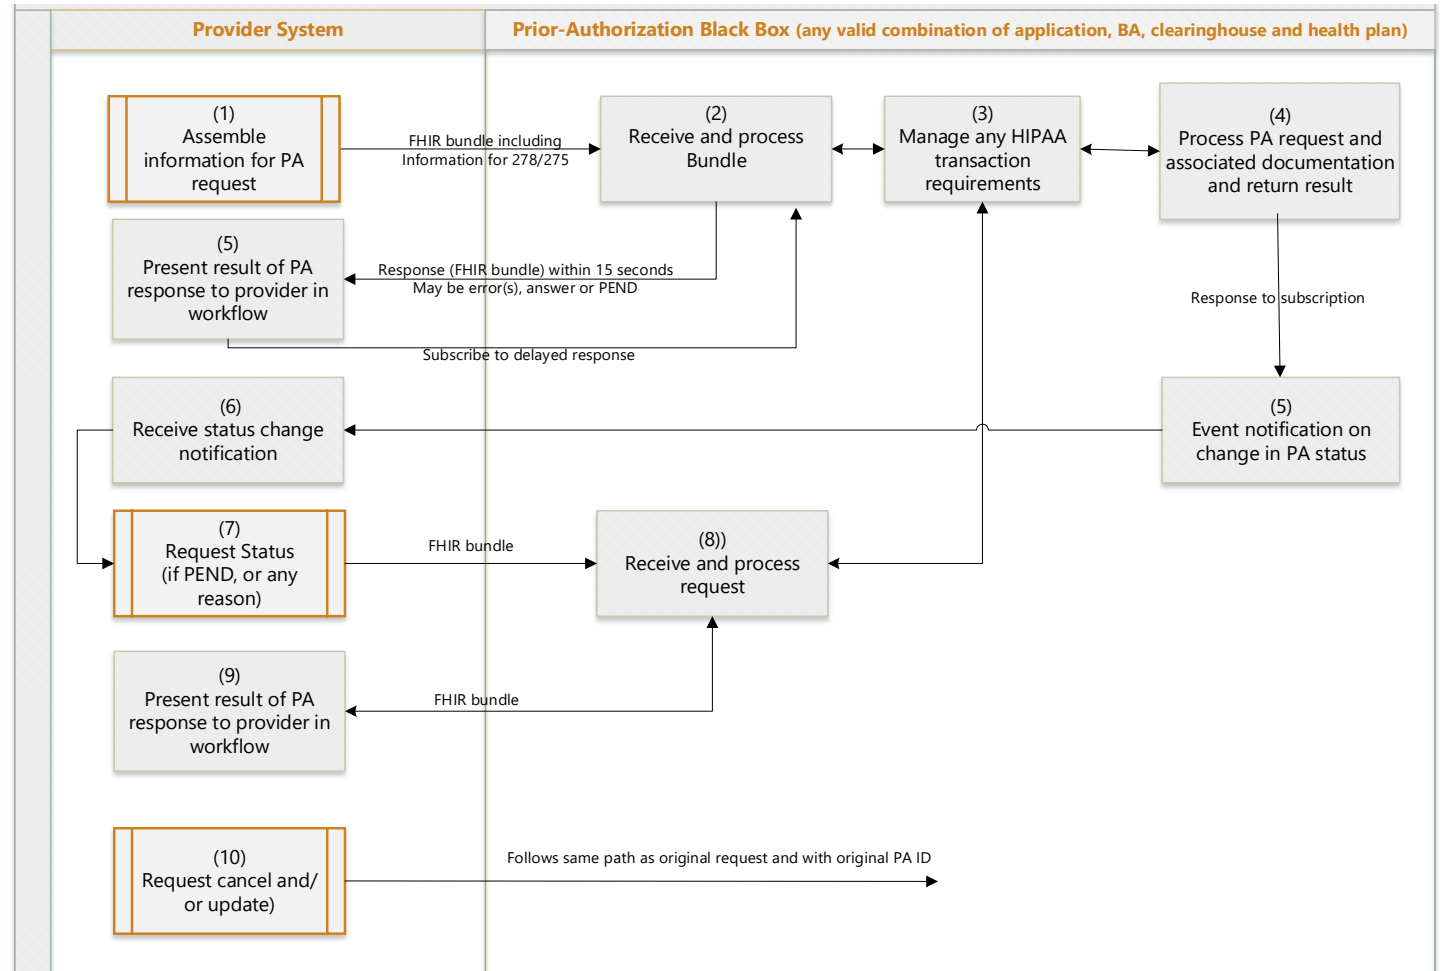 Provider System
Prior-Authorization Black Box (any valid combination of application, BA, clearinghouse and health plan)
(1)
Assemble
information for PA
request
FHIR bundle including
Information for 278/275
(2)
Receive and process
Bundle
(3)
Manage any HIPAA
transaction
requirements
(4)
Process PA request and
associated documentation
and return result
(5)
Present result of PA
response to provider in
workflow
Response (FHIR bundle) within 15 seconds
May be error(s), answer or PEND
Subscribe to delayed response
Response to subscription
(6)
Receive status change
notification
(5)
Event notification on
change in PA status
(7)
Request Status
(if PEND, or any
reason)
FHIR bundle
(8))
Receive and process
request
(9)
Present result of PA
response to provider in
workflow
FHIR bundle
(10)
Request cancel and/
or update)
Follows same path as original request and with original PA ID